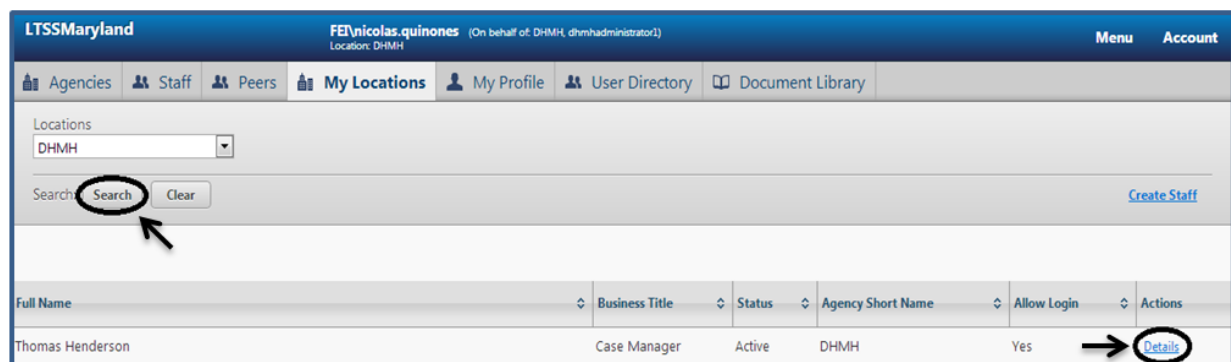 LTSSMaryland
FEI\nicolas.quinones (On behalf of: DHMH, dhmhadministrator1)
Location: DHMH
Menu Account
Agencies Staff Peers My Locations My Profile User Directory Document Library
Locations
DHMH
Search: Search Clear Create Staff
Full Name Business Title Status Agency Short Name Allow Login Actions
Thomas Henderson Case Manager Active DHMH Yes Details